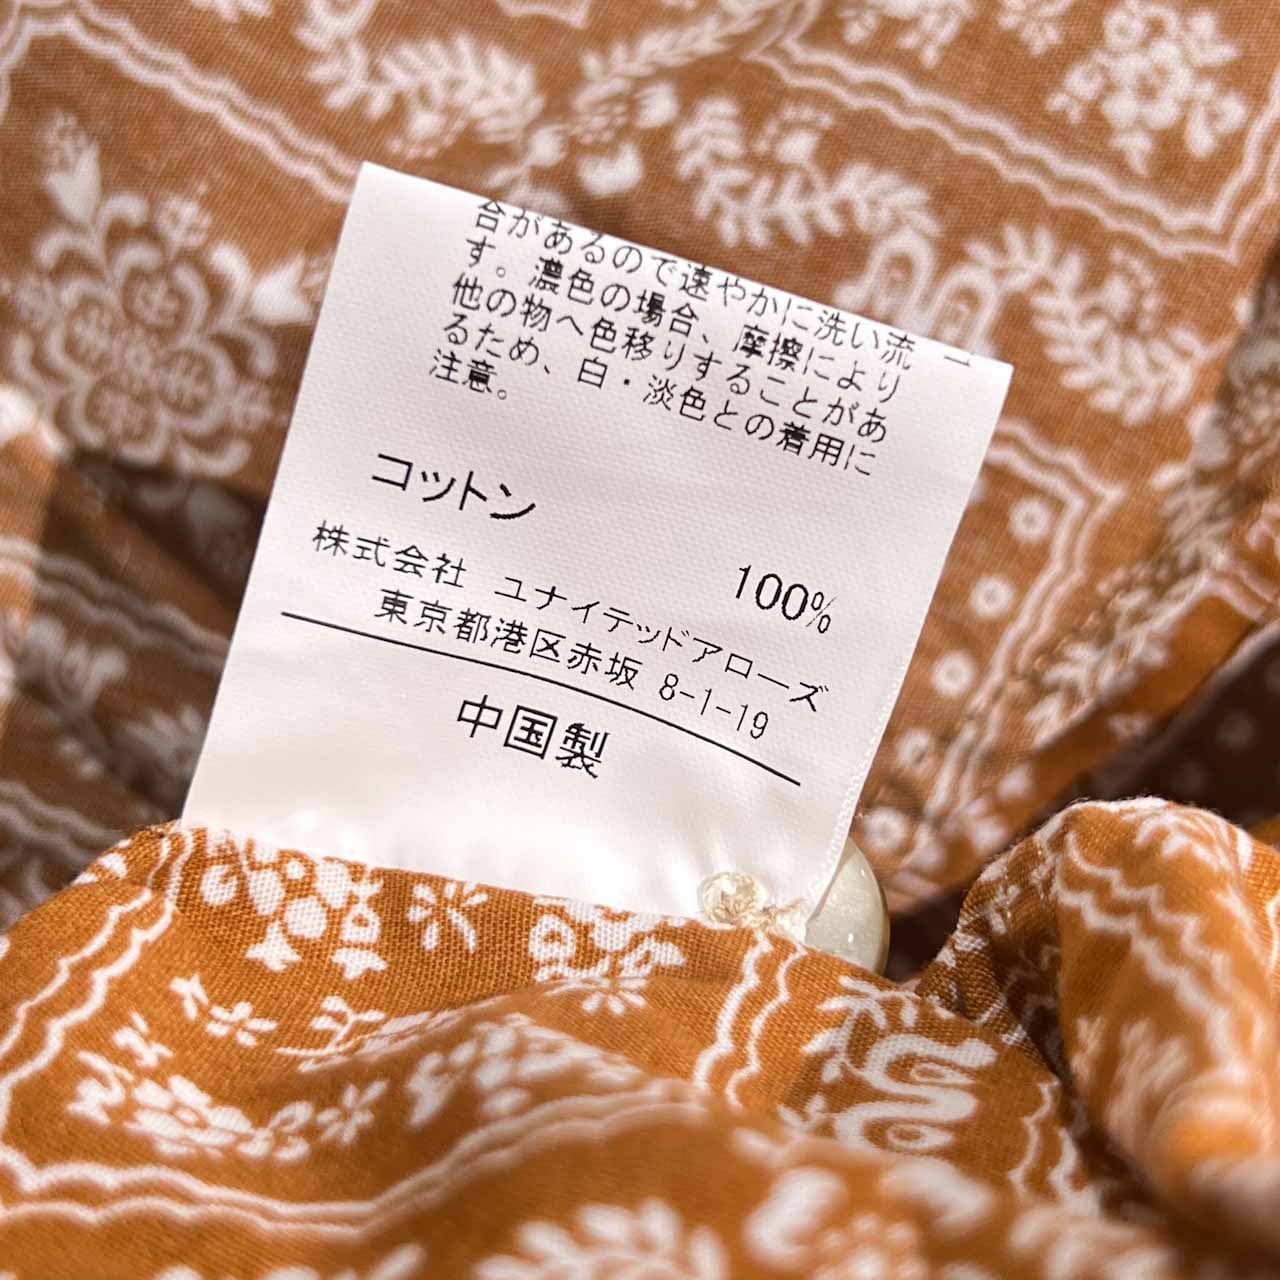 合があるので速やかに洗い流
す。濃色の場合、摩擦により
他の物へ色移りすることがあ
るため、白・淡色との着用に
注意。
コットン
100%
株式会社 ユナイテッドアローズ
東京都港区赤坂 8-1-19
中国製